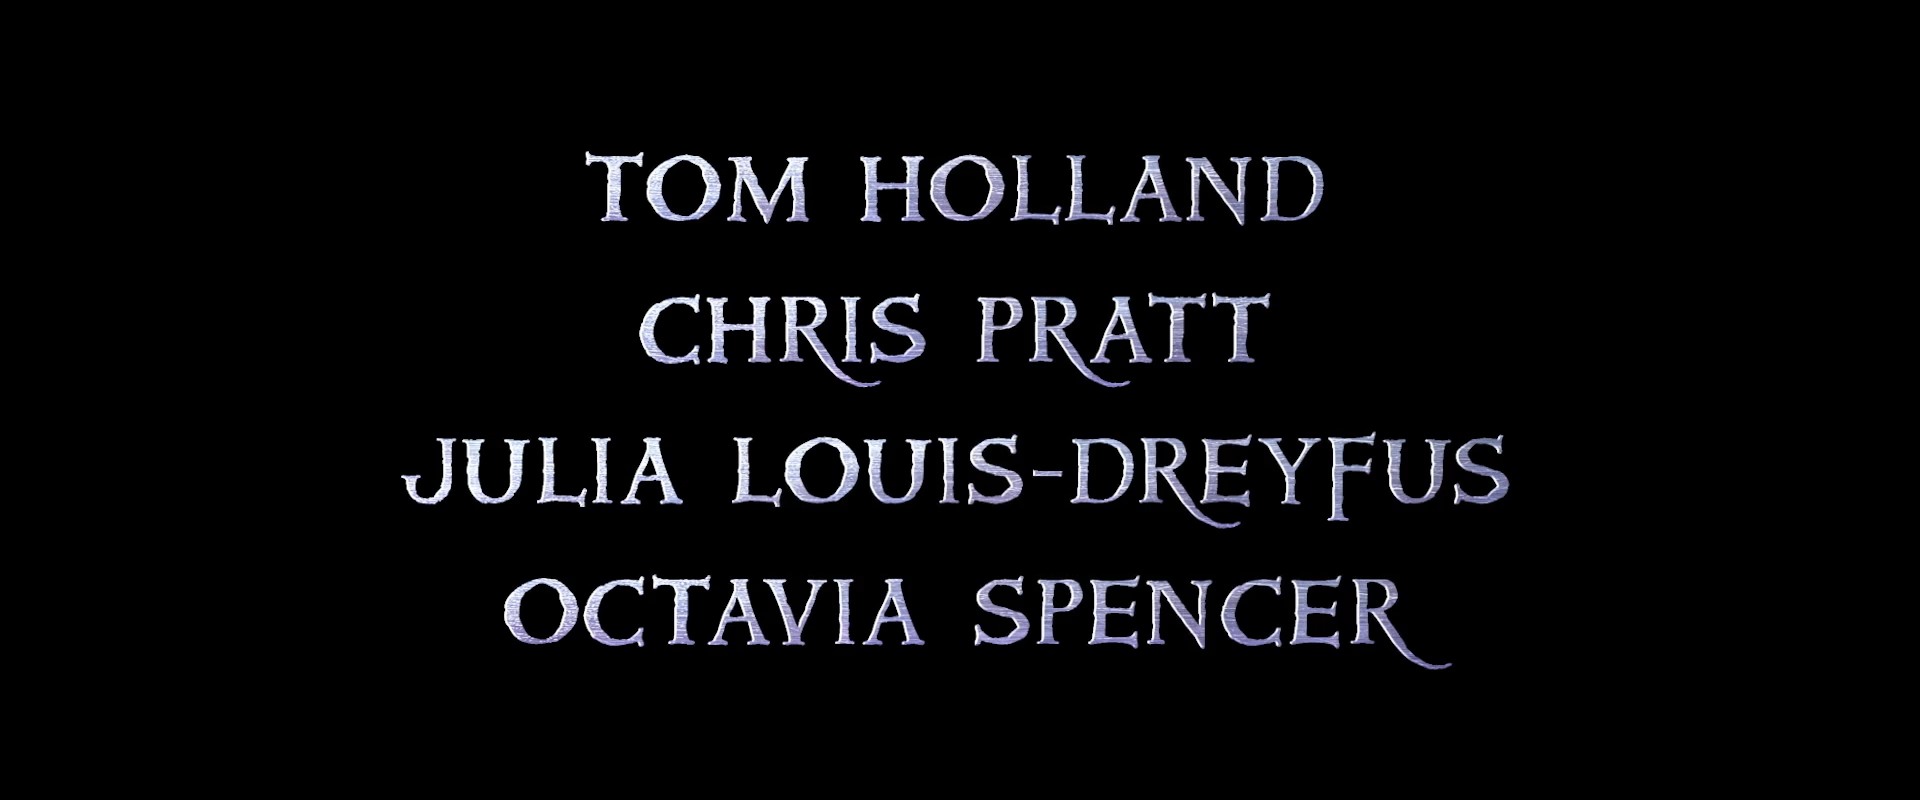 TOM HOLLAND
CHRIS PRATT
JULIA LOUIS-DREYFUS
OCTAVIA SPENCER